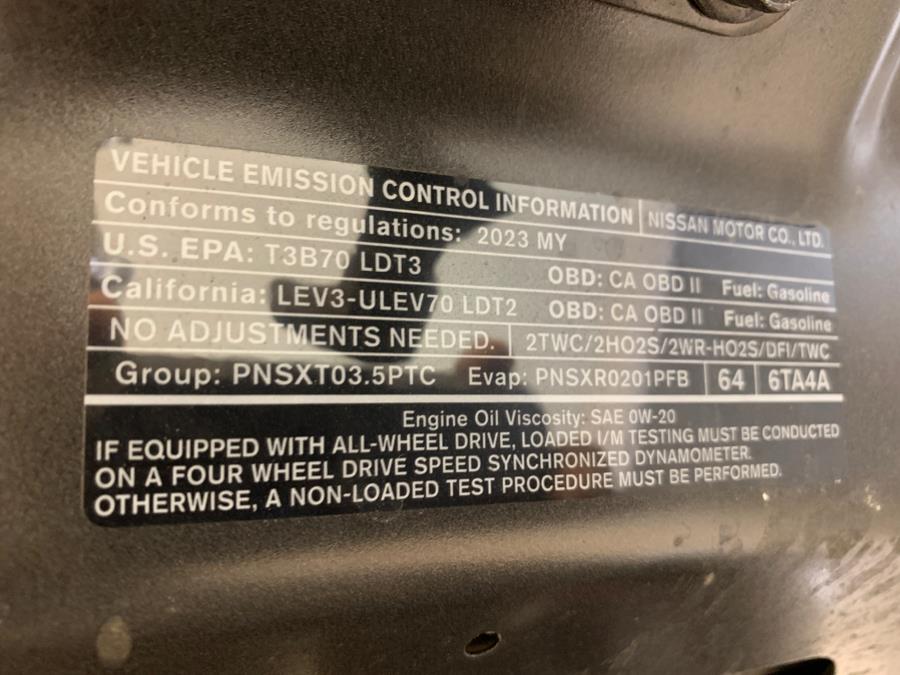 VEHICLE EMISSION CONTROL INFORMATION NISSAN MOTOR CO., LTD.
Conforms to regulations: 2023 MY
U.S. EPA: T3B70 LDT3 OBD: CA OBD II Fuel: Gasoline
California: LEV3-ULEV70 LDT2 OBD: CA OBD II Fuel: Gasoline
NO ADJUSTMENTS NEEDED. 2TWC/2HO2S/2WR-HO2S/DFI/TWC
Group: PNSXT03.5PTC Evap: PNSXR0201PFB 64 6TA4A
Engine Oil Viscosity: SAE 0W-20
IF EQUIPPED WITH ALL-WHEEL DRIVE, LOADED I/M TESTING MUST BE CONDUCTED
ON A FOUR WHEEL DRIVE SPEED SYNCHRONIZED DYNAMOMETER.
OTHERWISE, A NON-LOADED TEST PROCEDURE MUST BE PERFORMED.